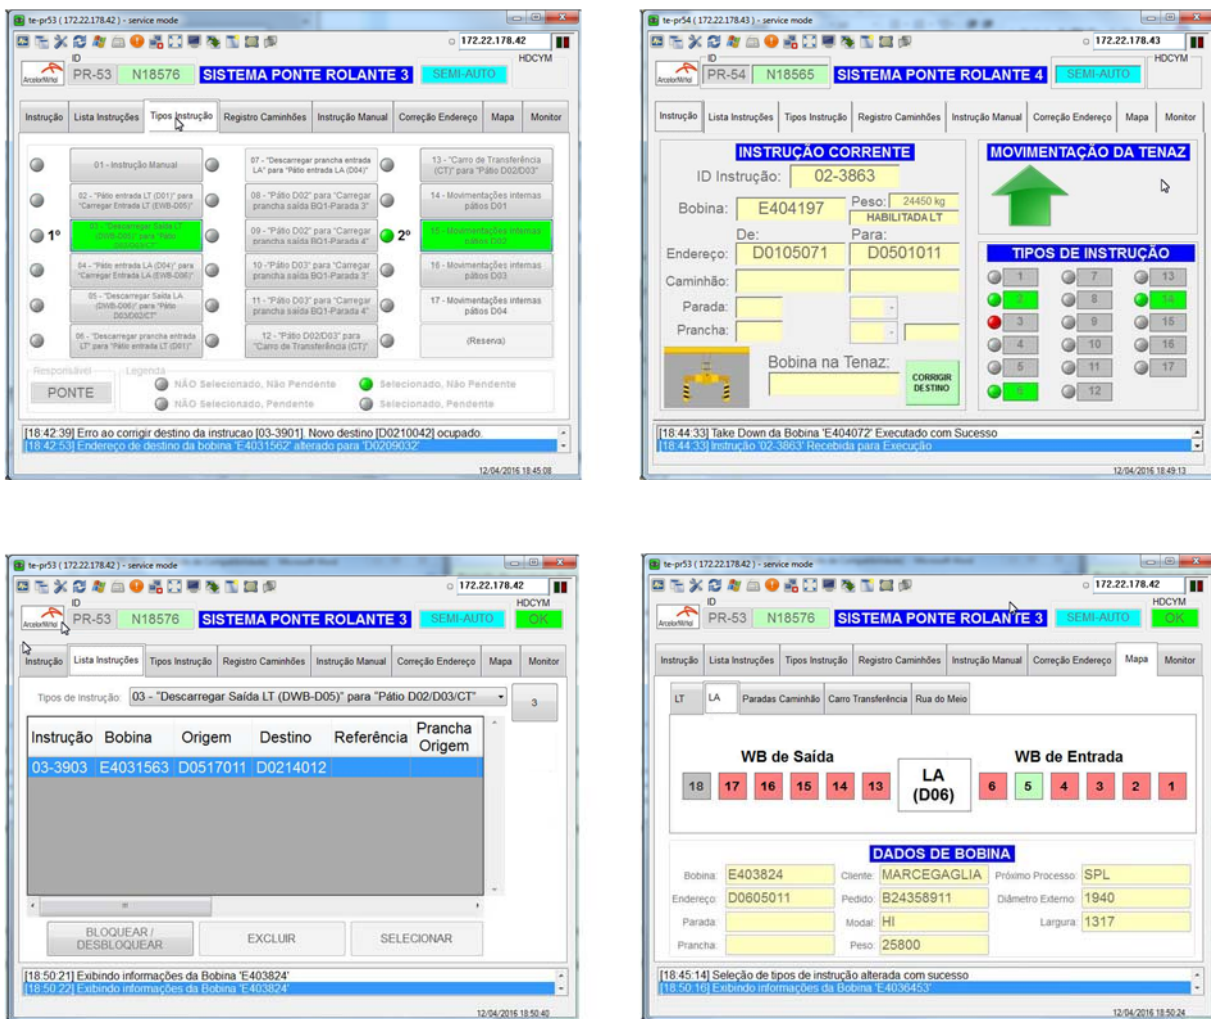 te-pr53 ( 172.22.178.42 ) - service mode
172.22.178.42
ID
HDCYM
ArcelorMittal
PR-53
N18576
SISTEMA PONTE ROLANTE 3
SEMI-AUTO
Instrução Lista Instruções Tipos Instrução Registro Caminhões Instrução Manual Correção Endereço Mapa Monitor
01 - Instrução Manual
07 - "Descarregar prancha entrada
LA" para "Pátio entrada LA (D04)"
13 - "Carro de Transferência
(CT)" para "Pátio D02/D03"
02 - "Pátio entrada LT (D01)" para
"Carregar Entrada LT (EWB-D05)"
08 - "Pátio D02" para "Carregar
prancha saída BQ1-Parada 3"
14 - Movimentações internas
pátios D01
1º
03 - "Descarregar Saída LT
(DWB-D05)" para "Pátio
D02/D03/CT"
09 - "Pátio D02" para "Carregar
prancha saída BQ1-Parada 4"
2º
15 - Movimentações internas
pátios D02
04 - "Pátio entrada LA (D04)" para
"Carregar Entrada LA (EWB-D06)"
10 - "Pátio D03" para "Carregar
prancha saída BQ1-Parada 3"
16 - Movimentações internas
pátios D03
05 - "Descarregar Saída LA
(DWB-D06)" para "Pátio
D03/D02/CT"
11 - "Pátio D03" para "Carregar
prancha saída BQ1-Parada 4"
17 - Movimentações internas
pátios D04
06 - "Descarregar prancha entrada
LT" para "Pátio entrada LT (D01)"
12 - "Pátio D02/D03" para
"Carro de Transferência (CT)"
(Reserva)
Responsável
PONTE
Legenda
NÃO Selecionado, Não Pendente
Selecionado, Não Pendente
NÃO Selecionado, Pendente
Selecionado, Pendente
[18:42:39] Erro ao corrigir destino da instrucao [03-3901]. Novo destino [D0210042] ocupado.
[18:42:53] Endereço de destino da bobina 'E4031562' alterado para 'D0209032'
12/04/2016 18:45:08
te-pr54 ( 172.22.178.43 ) - service mode
172.22.178.43
ID
HDCYM
ArcelorMittal
PR-54
N18565
SISTEMA PONTE ROLANTE 4
SEMI-AUTO
Instrução Lista Instruções Tipos Instrução Registro Caminhões Instrução Manual Correção Endereço Mapa Monitor
INSTRUÇÃO CORRENTE
ID Instrução: 02-3863
Bobina: E404197
Peso: 24450 kg
HABILITADA LT
De: Para:
Endereço: D0105071 D0501011
Caminhão:
Parada:
Prancha:
Bobina na Tenaz:
CORRIGIR
DESTINO
MOVIMENTAÇÃO DA TENAZ
TIPOS DE INSTRUÇÃO
1 7 13
2 8 14
3 9 15
4 10 16
5 11 17
6 12
[18:44:33] Take Down da Bobina 'E404072' Executado com Sucesso
[18:44:33] Instrução '02-3863' Recebida para Execução
12/04/2016 18:49:13
te-pr53 ( 172.22.178.42 ) - service mode
172.22.178.42
ID
HDCYM
ArcelorMittal
PR-53
N18576
SISTEMA PONTE ROLANTE 3
SEMI-AUTO
OK
Instrução Lista Instruções Tipos Instrução Registro Caminhões Instrução Manual Correção Endereço Mapa Monitor
Tipos de Instrução: 03 - "Descarregar Saída LT (DWB-D05)" para "Pátio D02/D03/CT"
3
Instrução Bobina Origem Destino Referência Prancha Origem
03-3903 E4031563 D0517011 D0214012
BLOQUEAR /
DESBLOQUEAR
EXCLUIR
SELECIONAR
[18:50:21] Exibindo informações da Bobina 'E403824'
[18:50:22] Exibindo informações da Bobina 'E403824'
12/04/2016 18:50:40
te-pr53 ( 172.22.178.42 ) - service mode
172.22.178.42
ID
HDCYM
ArcelorMittal
PR-53
N18576
SISTEMA PONTE ROLANTE 3
SEMI-AUTO
OK
Instrução Lista Instruções Tipos Instrução Registro Caminhões Instrução Manual Correção Endereço Mapa Monitor
LT LA Paradas Caminhão Carro Transferência Rua do Meio
WB de Saída
WB de Entrada
18 17 16 15 14 13
LA
(D06)
6 5 4 3 2 1
DADOS DE BOBINA
Bobina: E403824 Cliente: MARCEGAGLIA Próximo Processo: SPL
Endereço: D0605011 Pedido: B24358911 Diâmetro Externo: 1940
Parada: Modal: HI Largura: 1317
Prancha: Peso: 25800
[18:45:14] Seleção de tipos de instrução alterada com sucesso
[18:50:16] Exibindo informações da Bobina 'E4036453'
12/04/2016 18:50:24